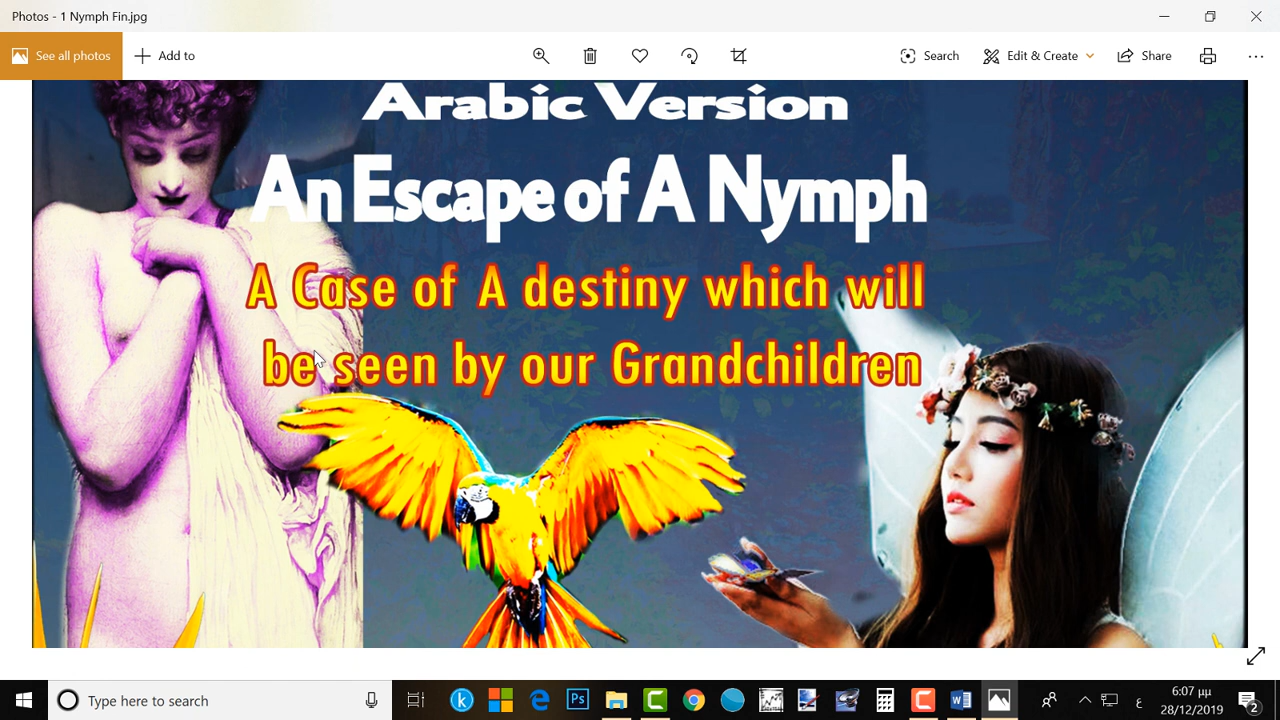 Photos - 1 Nymph Fin.jpg
See all photos
Add to
Search
Edit & Create
Share
Arabic Version
An Escape of A Nymph
A Case of A destiny which will
be seen by our Grandchildren
Type here to search
k
Ps
ع
6:07 μμ
28/12/2019
2